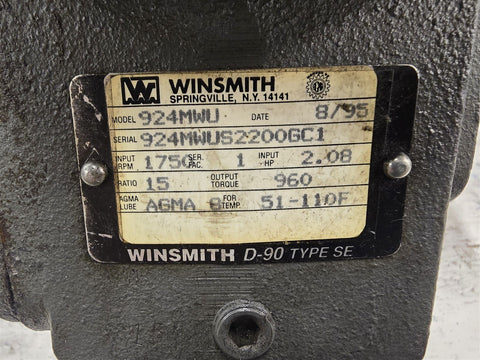 WINSMITH
SPRINGVILLE, N.Y. 14141
MODEL 924MWU DATE 8/95
SERIAL 924MWUS2200GC1
INPUT RPM 1750 SER. FAC. 1 INPUT HP 2.08
RATIO 15 OUTPUT TORQUE 960
AGMA LUBE AGMA 8 FOR TEMP. 51-110F
WINSMITH D-90 TYPE SE